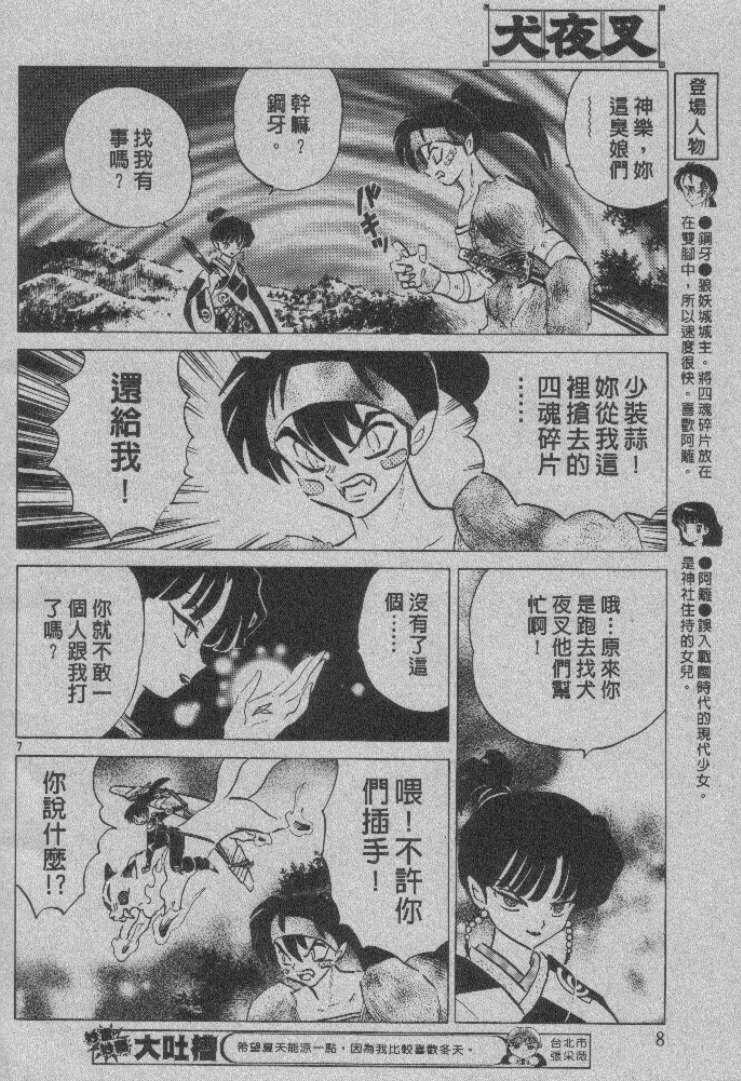 犬夜叉
登場人物
●鋼牙●狼妖城城主。將四魂碎片放在
在雙腳中，所以速度很快。喜歡阿籬。
●阿籬●誤入戰國時代的現代少女。
是神社住持的女兒。
神樂，妳
這臭娘們
﹏﹏
幹嘛？
鋼牙。
找我有
事嗎？
バキッ
少裝蒜！
妳從我這
裡搶去的
四魂碎片
……
還給我！
哦…原來你
是跑去找犬
夜叉他們幫
忙啊！
沒有了這
個……
你就不敢一
個人跟我打
了嗎？
7
喂！不許你
們插手！
你說什麼!?
大吐槽
希望夏天能涼一點，因為我比較喜歡冬天。
台北市
張采薇
8